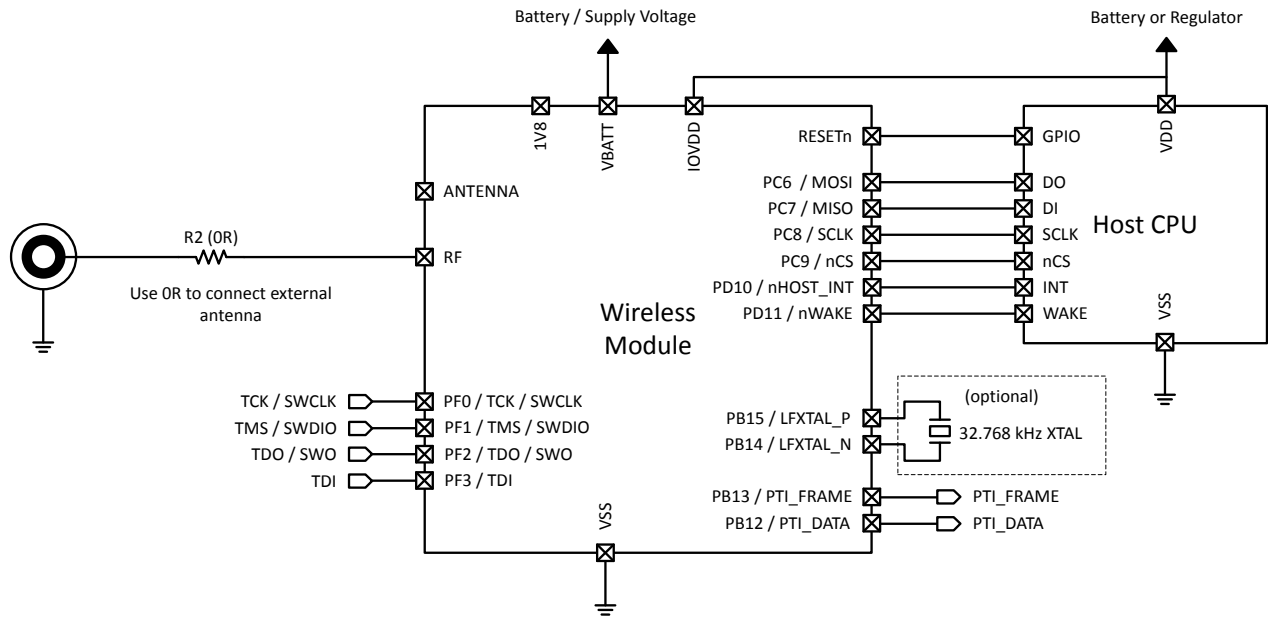 Battery / Supply Voltage
Battery or Regulator
1V8
VBATT
IOVDD
VDD
RESETn
GPIO
ANTENNA
PC6 / MOSI
DO
PC7 / MISO
DI
PC8 / SCLK
SCLK
Host CPU
R2 (0R)
RF
PC9 / nCS
nCS
PD10 / nHOST_INT
INT
PD11 / nWAKE
WAKE
VSS
Use 0R to connect external
antenna
Wireless
Module
TCK / SWCLK
PF0 / TCK / SWCLK
TMS / SWDIO
PF1 / TMS / SWDIO
TDO / SWO
PF2 / TDO / SWO
TDI
PF3 / TDI
(optional)
PB15 / LFXTAL_P
32.768 kHz XTAL
PB14 / LFXTAL_N
PB13 / PTI_FRAME
PTI_FRAME
PB12 / PTI_DATA
PTI_DATA
VSS